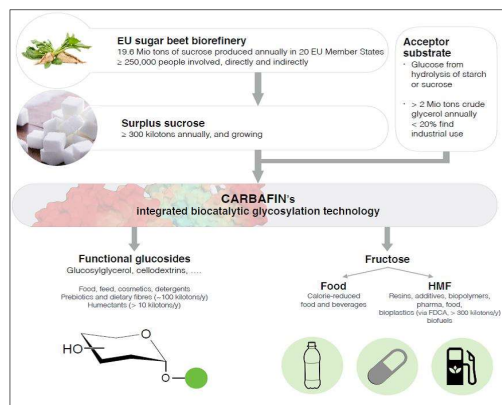 EU sugar beet biorefinery
19.6 Mio tons of sucrose produced annually in 20 EU Member States
≥ 250,000 people involved, directly and indirectly
Acceptor
substrate
· Glucose from
hydrolysis of starch
or sucrose
· > 2 Mio tons crude
glycerol annually
< 20% find
industrial use
Surplus sucrose
≥ 300 kilotons annually, and growing
CARBAFIN's
integrated biocatalytic glycosylation technology
Functional glucosides
Glucosylglycerol, cellodextrins, ....
Food, feed, cosmetics, detergents
Prebiotics and dietary fibres (~100 kilotons/y)
Humectants (> 10 kilotons/y)
Fructose
Food
Calorie-reduced
food and beverages
HMF
Resins, additives, biopolymers,
pharma, food,
bioplastics (via FDCA, > 300 kilotons/y)
biofuels
HO
O
O